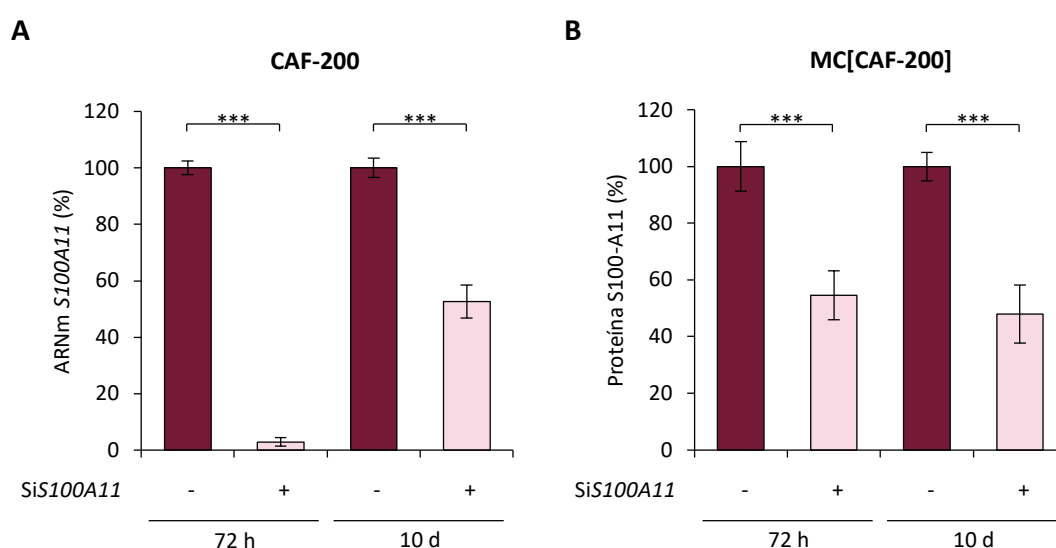 A
CAF-200
ARNm S100A11 (%)
120
100
80
60
40
20
0
***
***
SiS100A11 - + - +
72 h 10 d
B
MC[CAF-200]
Proteína S100-A11 (%)
120
100
80
60
40
20
0
***
***
SiS100A11 - + - +
72 h 10 d